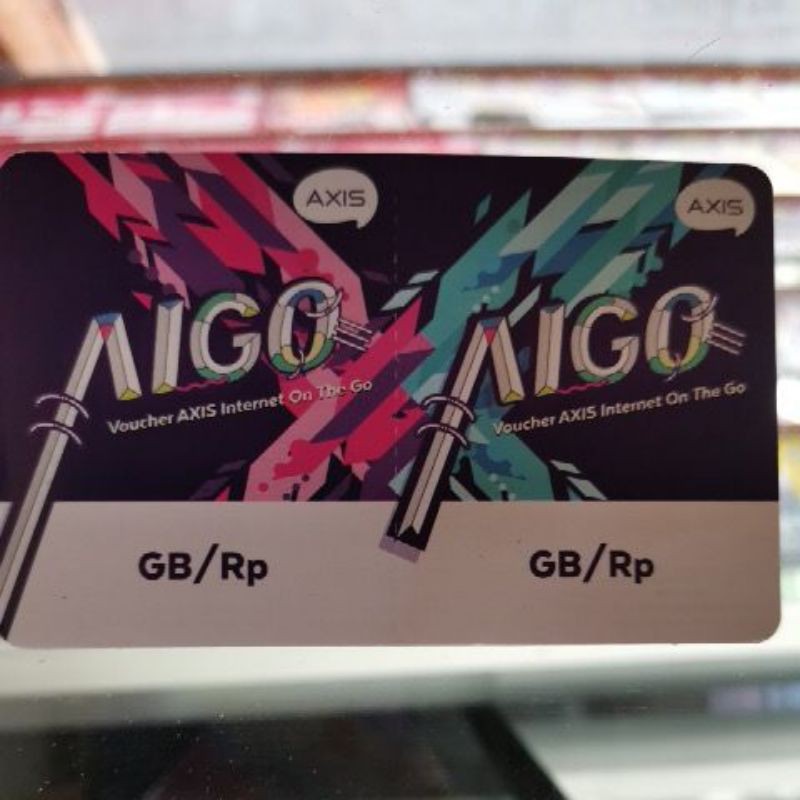 AXIS
AIGO
Voucher AXIS Internet On The Go
GB/Rp
AXIS
AIGO
Voucher AXIS Internet On The Go
GB/Rp